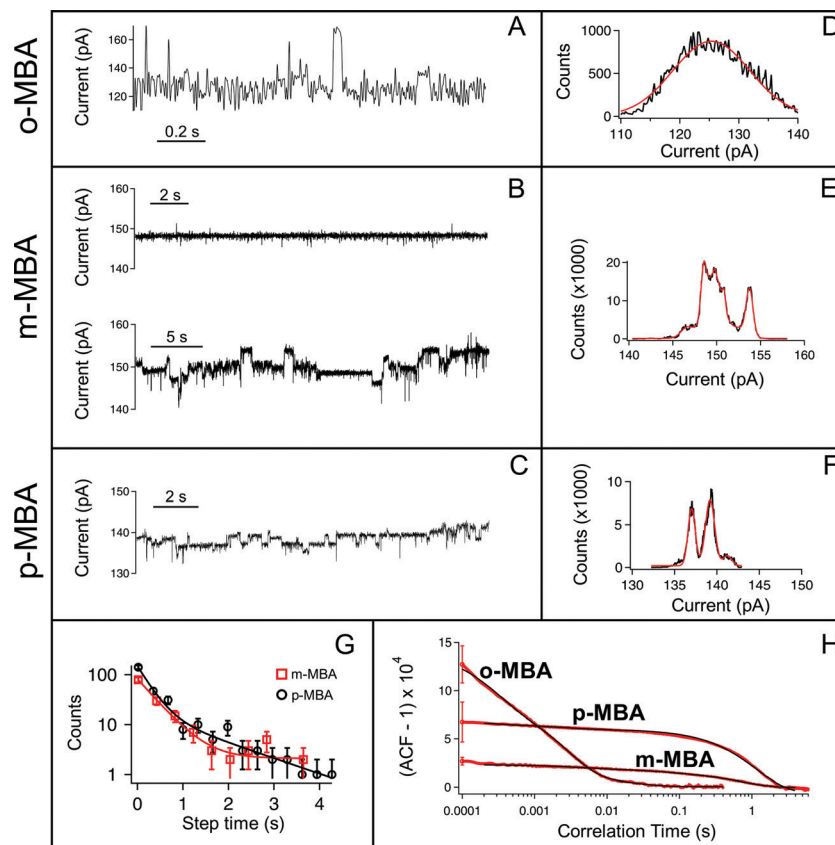 o-MBA
A
Current (pA)
160
140
120
0.2 s
D
Counts
1000
500
0
110
120
130
140
Current (pA)
m-MBA
B
Current (pA)
160
150
140
2 s
Current (pA)
160
150
140
5 s
E
Counts (x1000)
20
10
0
140
145
150
155
160
Current (pA)
p-MBA
C
Current (pA)
150
140
130
2 s
F
Counts (x1000)
10
5
0
130
135
140
145
150
Current (pA)
G
Counts
100
10
1
m-MBA
p-MBA
0
1
2
3
4
Step time (s)
H
(ACF - 1) x 10⁴
15
10
5
0
o-MBA
p-MBA
m-MBA
0.0001
0.001
0.01
0.1
1
Correlation Time (s)